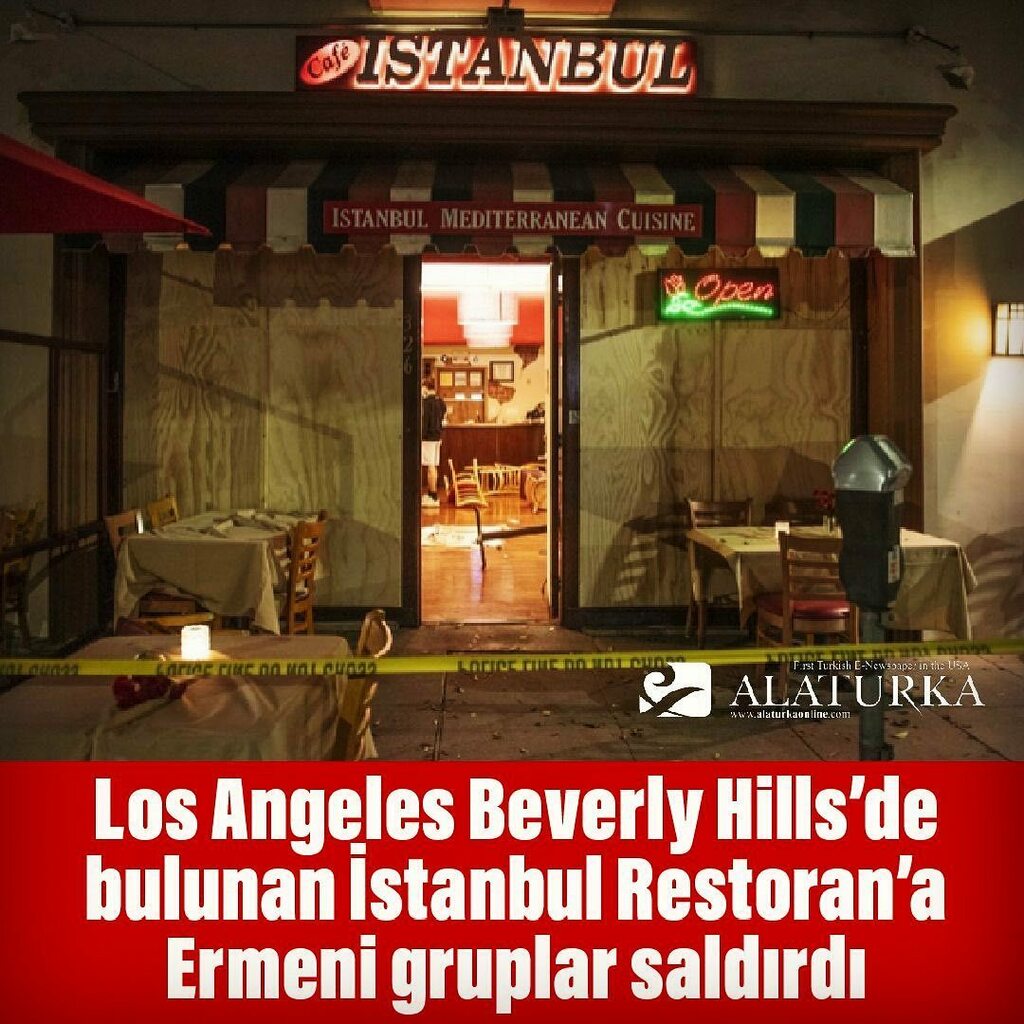 Café ISTANBUL
ISTANBUL MEDITERRANEAN CUISINE
Open
326
First Turkish E-Newspaper in the USA
ALATURKA
www.alaturkaonline.com
Los Angeles Beverly Hills’de
bulunan İstanbul Restoran’a
Ermeni gruplar saldırdı